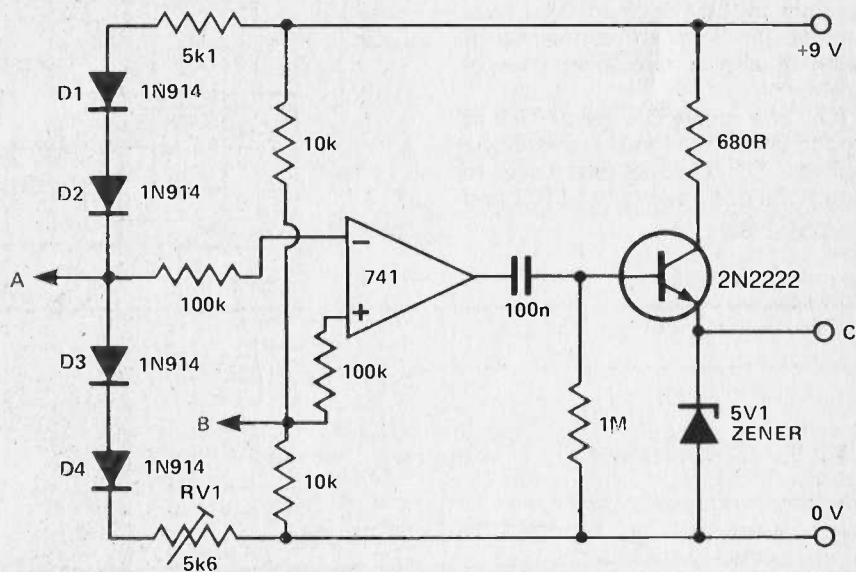 5k1
+9 V
D1 1N914
10k
680R
D2 1N914
−
741
2N2222
A
100k
+
100n
C
D3 1N914
100k
B
1M
5V1
ZENER
D4 1N914
10k
RV1
0 V
5k6